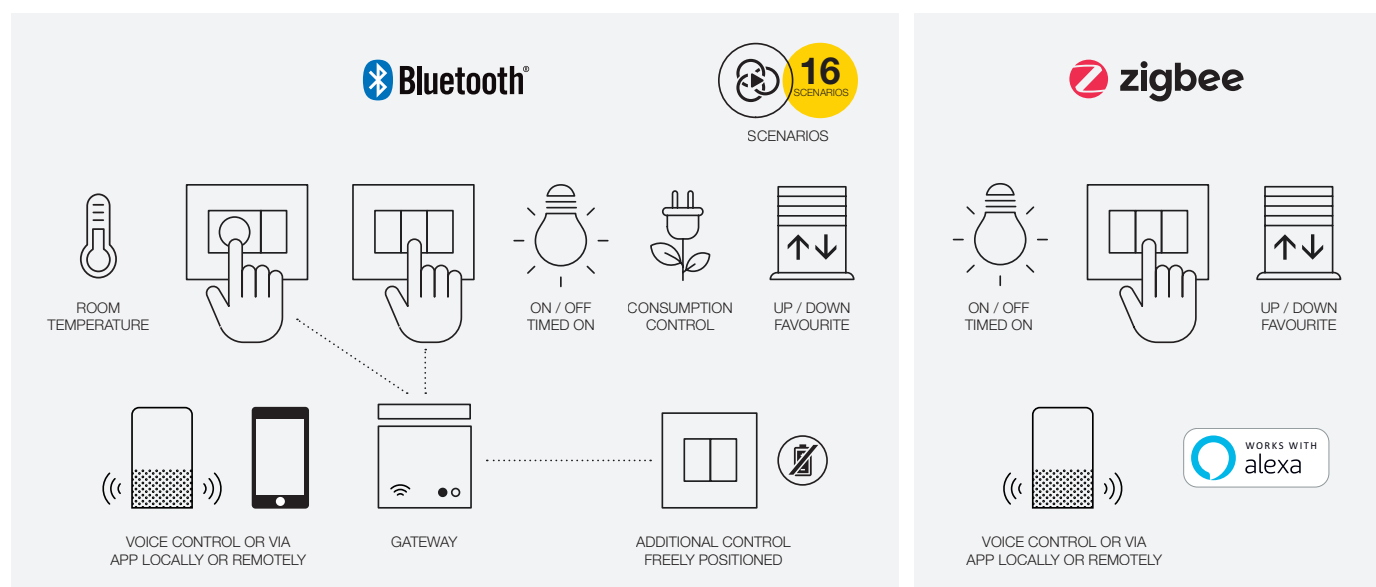 Bluetooth®
16
SCENARIOS
SCENARIOS
ROOM
TEMPERATURE
ON / OFF
TIMED ON
CONSUMPTION
CONTROL
UP / DOWN
FAVOURITE
VOICE CONTROL OR VIA
APP LOCALLY OR REMOTELY
GATEWAY
ADDITIONAL CONTROL
FREELY POSITIONED
zigbee
ON / OFF
TIMED ON
UP / DOWN
FAVOURITE
WORKS WITH
alexa
VOICE CONTROL OR VIA
APP LOCALLY OR REMOTELY